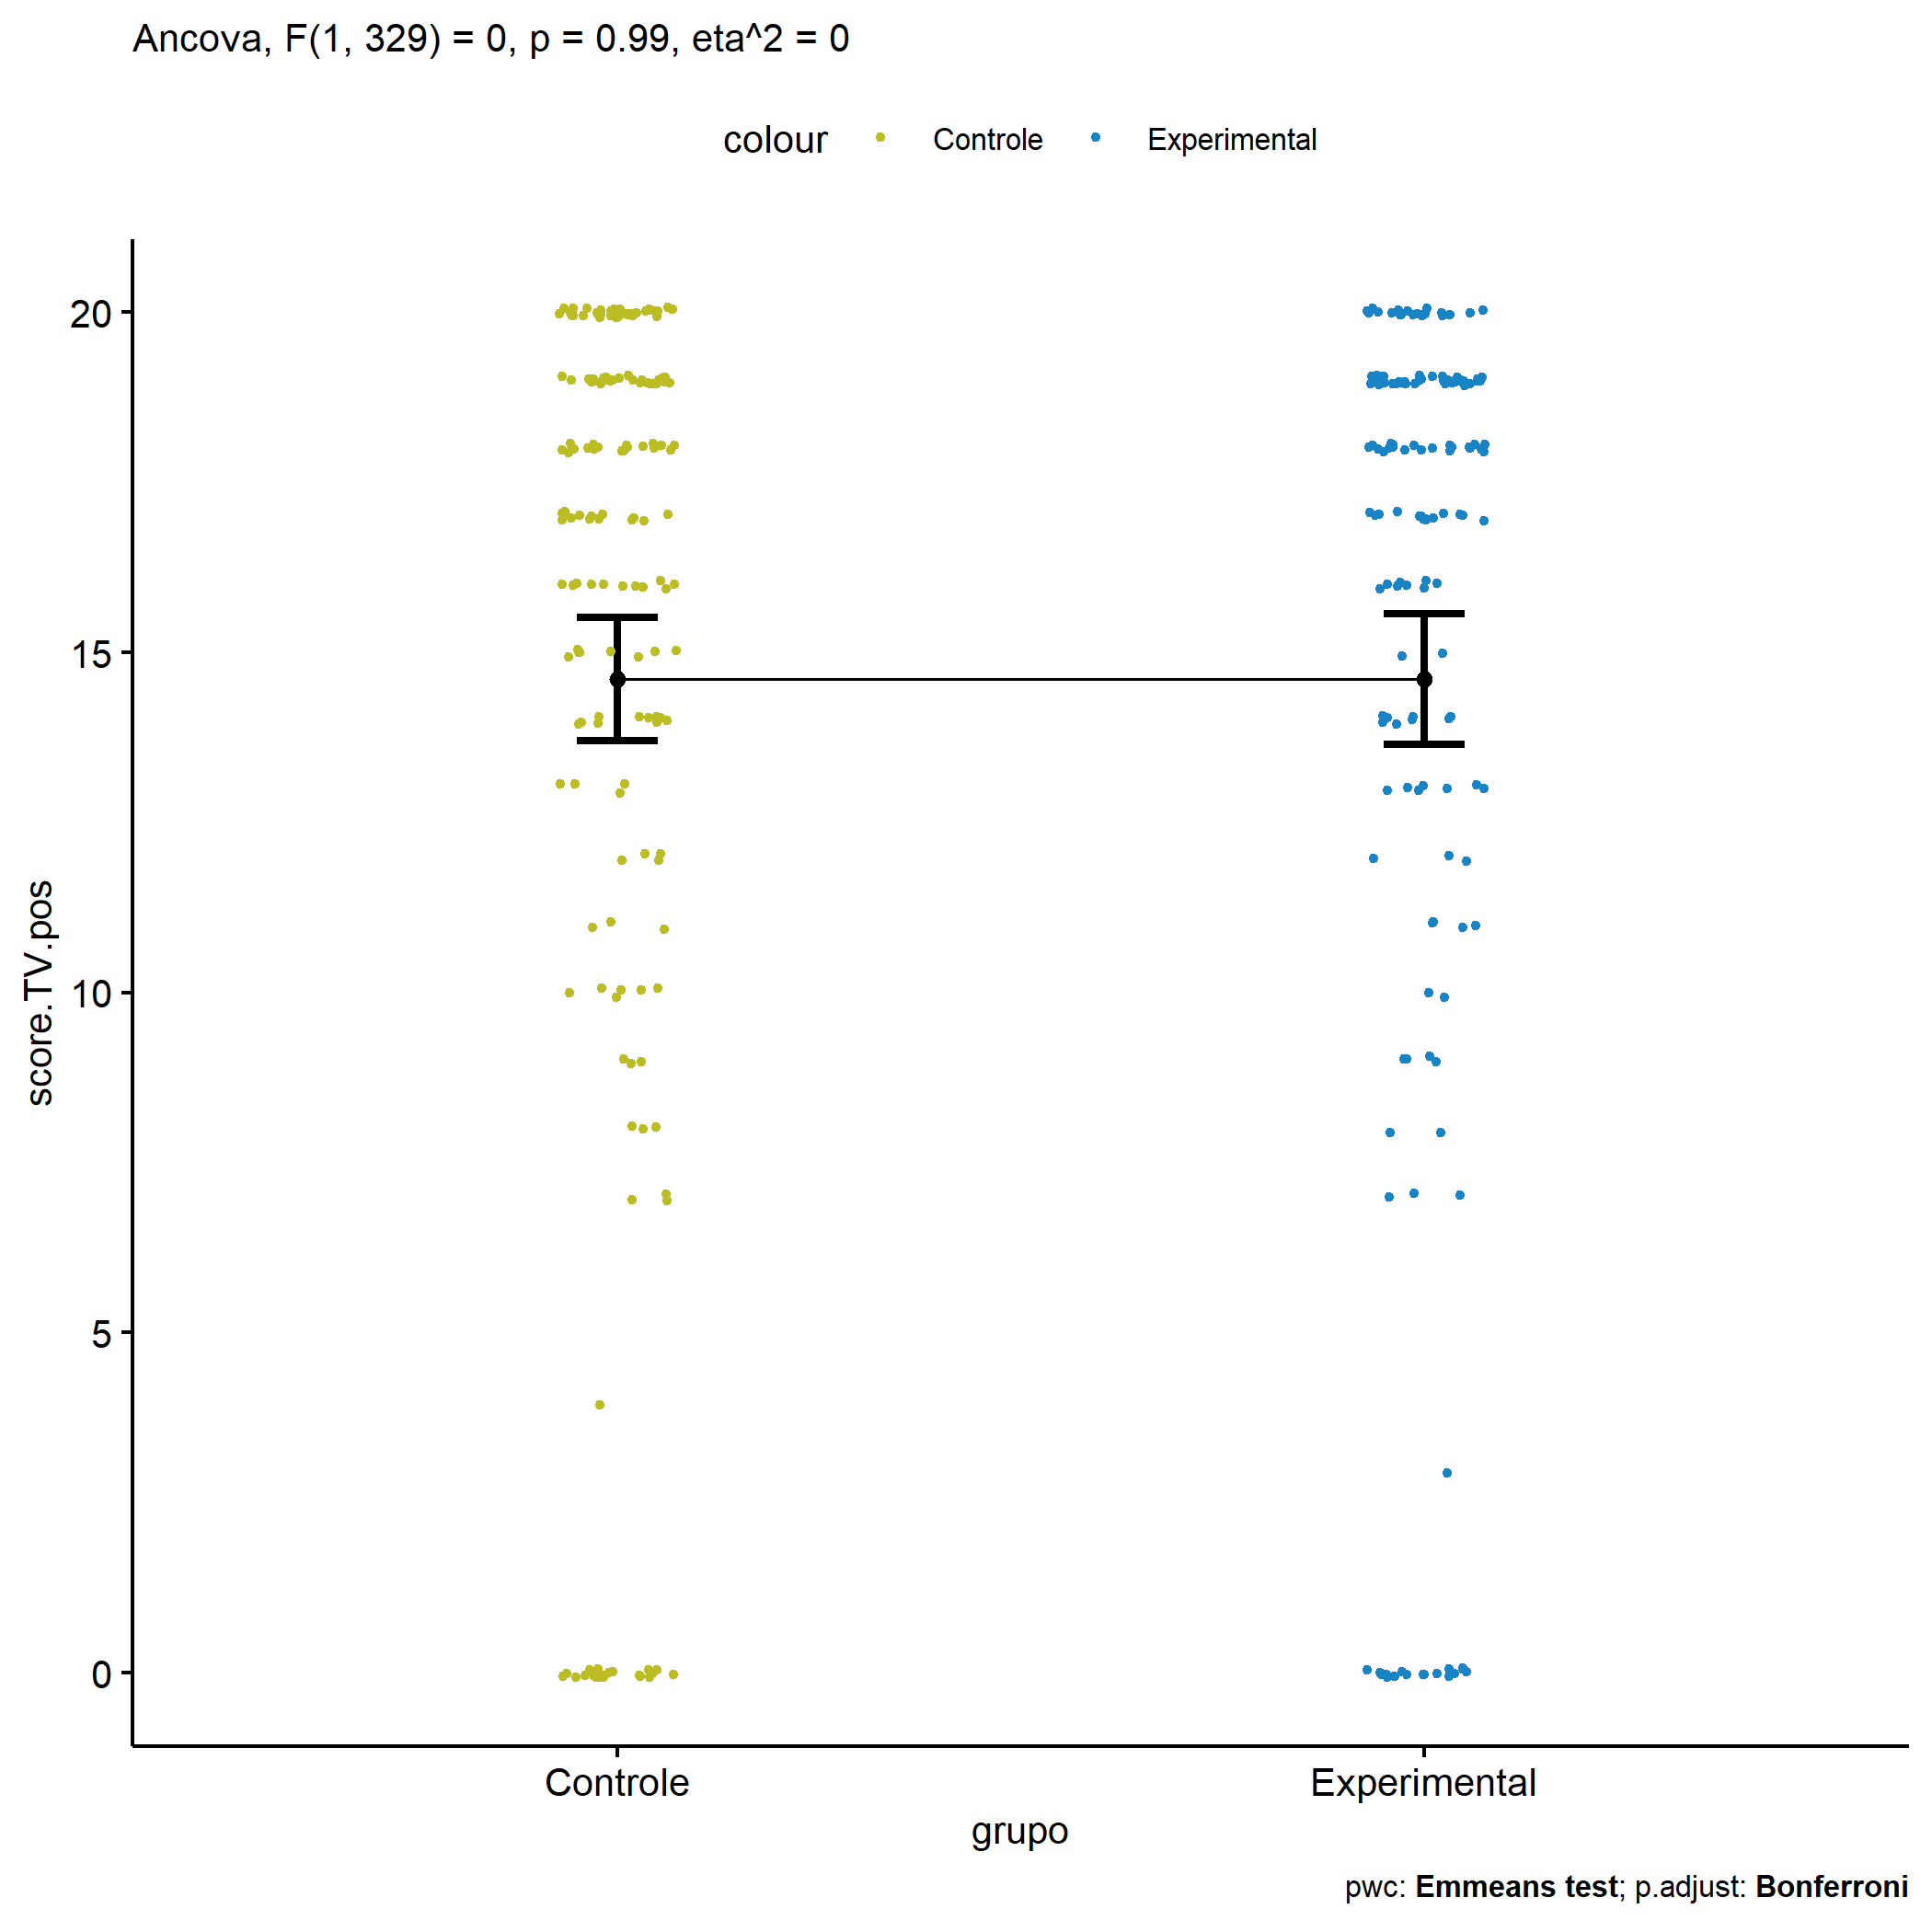 Ancova, F(1, 329) = 0, p = 0.99, eta^2 = 0
colour Controle Experimental
20
15
10
5
0
score.TV.pos
Controle Experimental
grupo
pwc: Emmeans test; p.adjust: Bonferroni